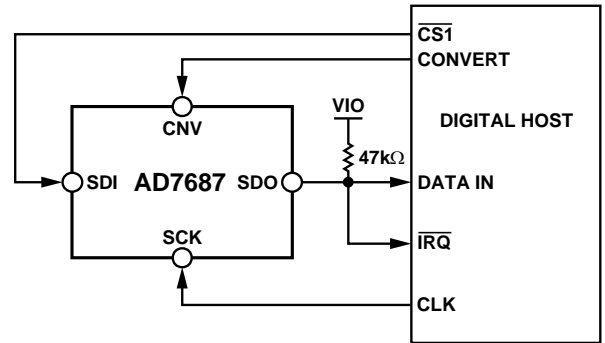 CS1
CONVERT
VIO
CNV
DIGITAL HOST
47kΩ
SDI
AD7687
SDO
DATA IN
SCK
IRQ
CLK